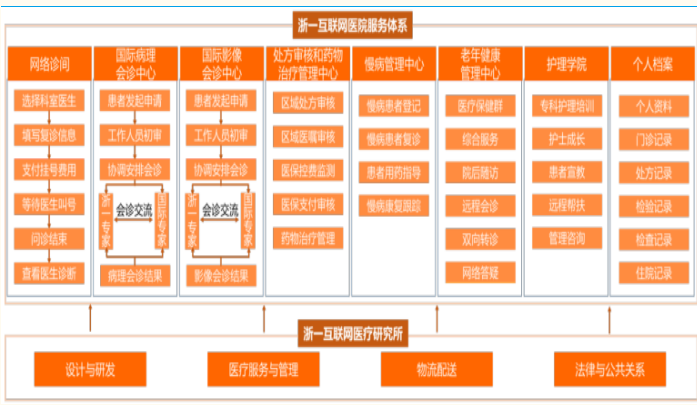 浙一互联网医院服务体系
网络诊间
选择科室医生
填写复诊信息
支付挂号费用
等待医生叫号
问诊结束
查看医生诊断
国际病理
会诊中心
患者发起申请
工作人员初审
协调安排会诊
浙一专家
会诊交流
国际专家
病理会诊结果
国际影像
会诊中心
患者发起申请
工作人员初审
协调安排会诊
浙一专家
会诊交流
国际专家
影像会诊结果
处方审核和药物
治疗管理中心
区域处方审核
区域医嘱审核
医保控费监测
医保支付审核
药物治疗管理
慢病管理中心
慢病患者登记
慢病患者复诊
患者用药指导
慢病康复跟踪
老年健康
管理中心
医疗保健群
综合服务
院后随访
远程会诊
双向转诊
网络答疑
护理学院
专科护理培训
护士成长
患者宣教
远程帮扶
管理咨询
个人档案
个人资料
门诊记录
处方记录
检验记录
检查记录
住院记录
浙一互联网医疗研究所
设计与研发
医疗服务与管理
物流配送
法律与公共关系